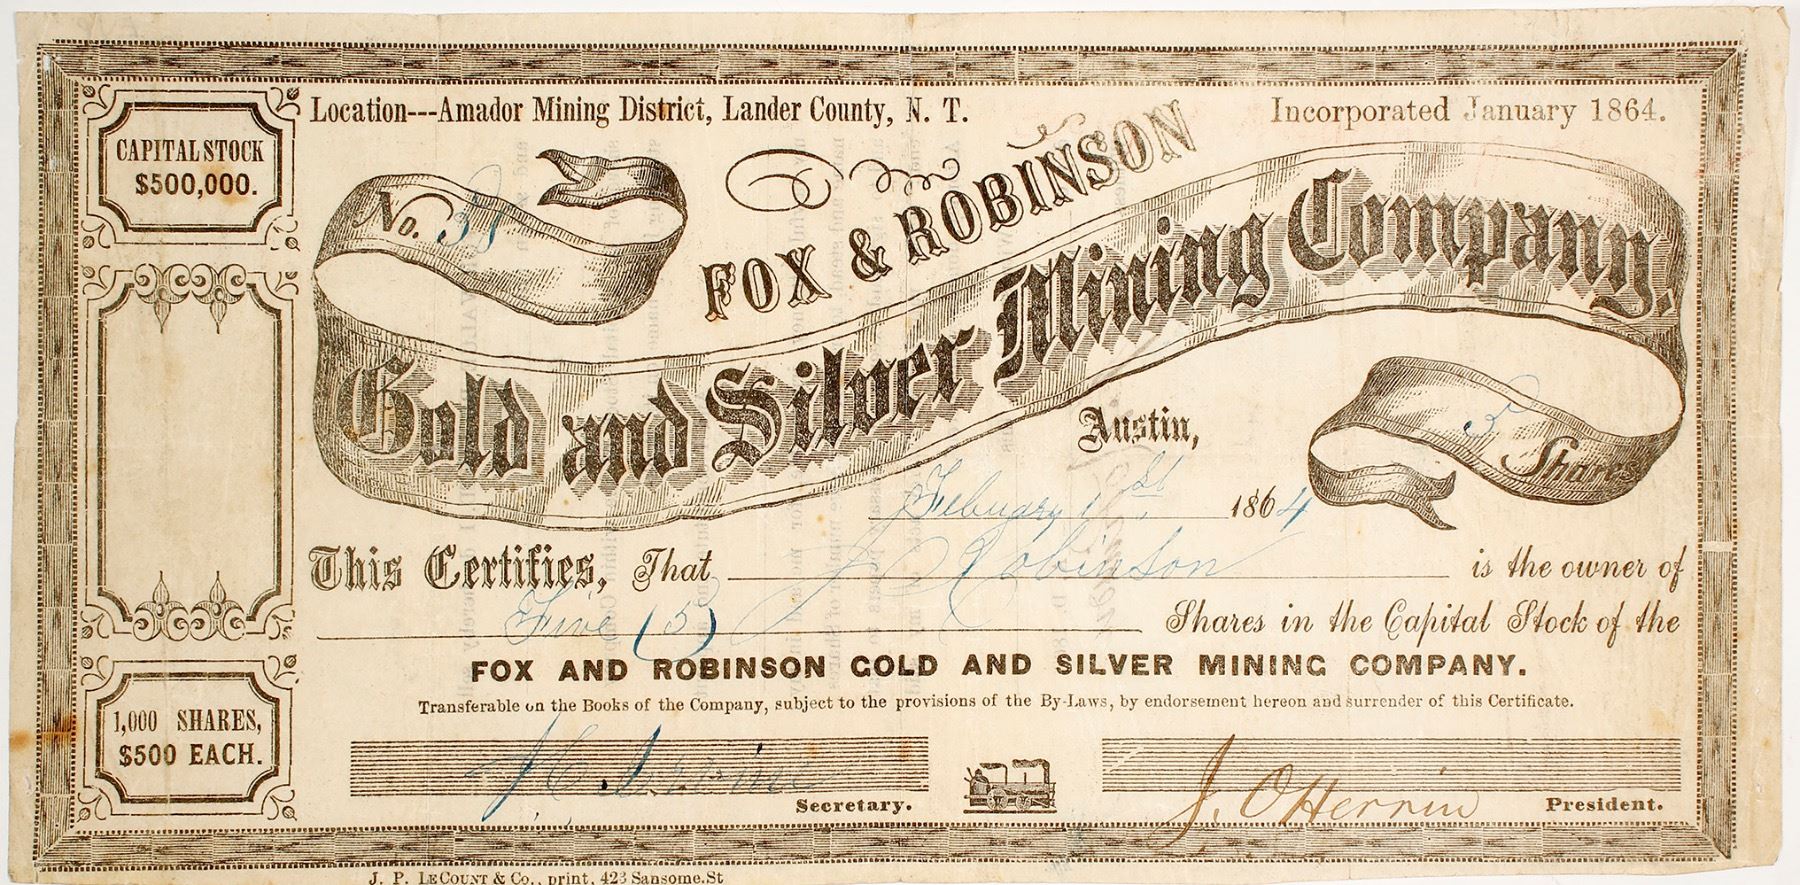 Location---Amador Mining District, Lander County, N. T.
Incorporated January 1864.
CAPITAL STOCK
$500,000.
No.
FOX & ROBINSON
Gold and Silver Mining Company.
Austin,
5 Shares
February 1st 1864
This Certifies, That J Robinson is the owner of
Five (5) Shares in the Capital Stock of the
FOX AND ROBINSON GOLD AND SILVER MINING COMPANY.
Transferable on the Books of the Company, subject to the provisions of the By-Laws, by endorsement hereon and surrender of this Certificate.
1,000 SHARES,
$500 EACH.
Secretary.
J. O'Herrin President.
J. P. LECOUNT & Co., print, 423 Sansome.St